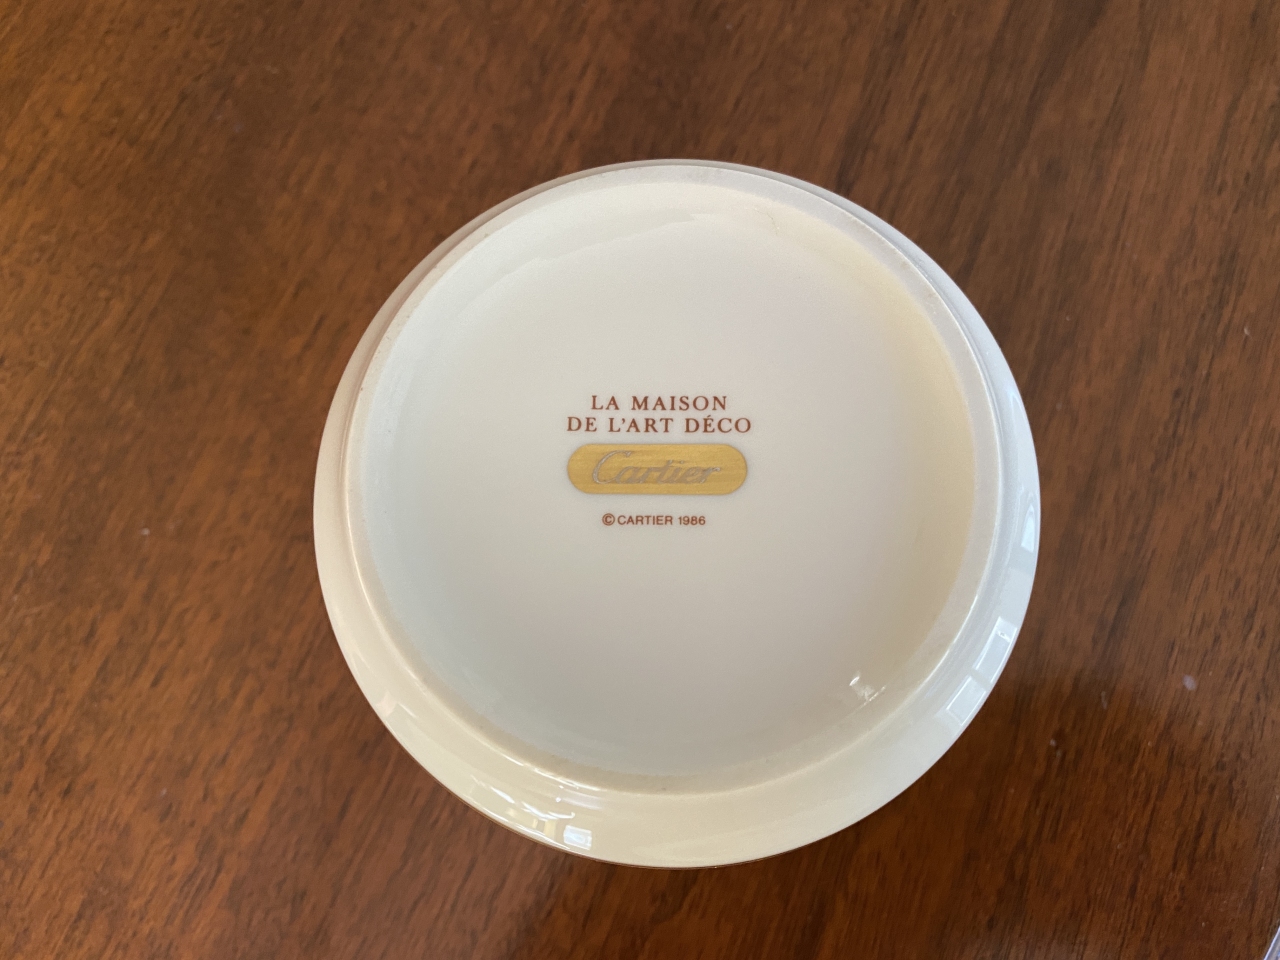 LA MAISON
DE L'ART DÉCO
Cartier
©CARTIER 1986